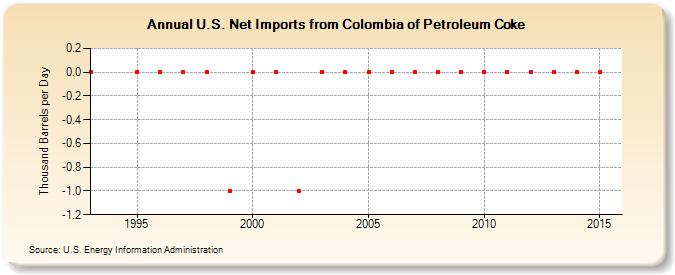 Annual U.S. Net Imports from Colombia of Petroleum Coke
Thousand Barrels per Day
0.2
0.0
-0.2
-0.4
-0.6
-0.8
-1.0
-1.2
1995 2000 2005 2010 2015
Source: U.S. Energy Information Administration